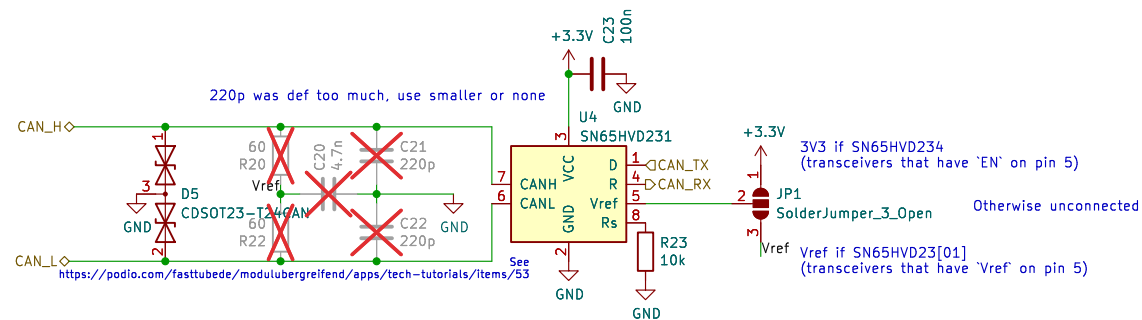 +3.3V
C23
100n
GND
220p was def too much, use smaller or none
U4
SN65HVD231
CAN_H
1
3
D5
CDSOT23-T24CAN
GND
2
CAN_L
60
R20
Vref
C20
4.7n
C21
220p
60
R22
C22
220p
GND
See
https://podio.com/fasttubede/modulubergreifend/apps/tech-tutorials/items/53
3
VCC
7
CANH
6
CANL
D
1
CAN_TX
R
4
CAN_RX
Vref
5
Rs
8
GND
2
GND
R23
10k
GND
+3.3V
1
2
JP1
SolderJumper_3_Open
3
Vref
3V3 if SN65HVD234
(transceivers that have `EN` on pin 5)
Otherwise unconnected
Vref if SN65HVD23[01]
(transceivers that have `Vref` on pin 5)